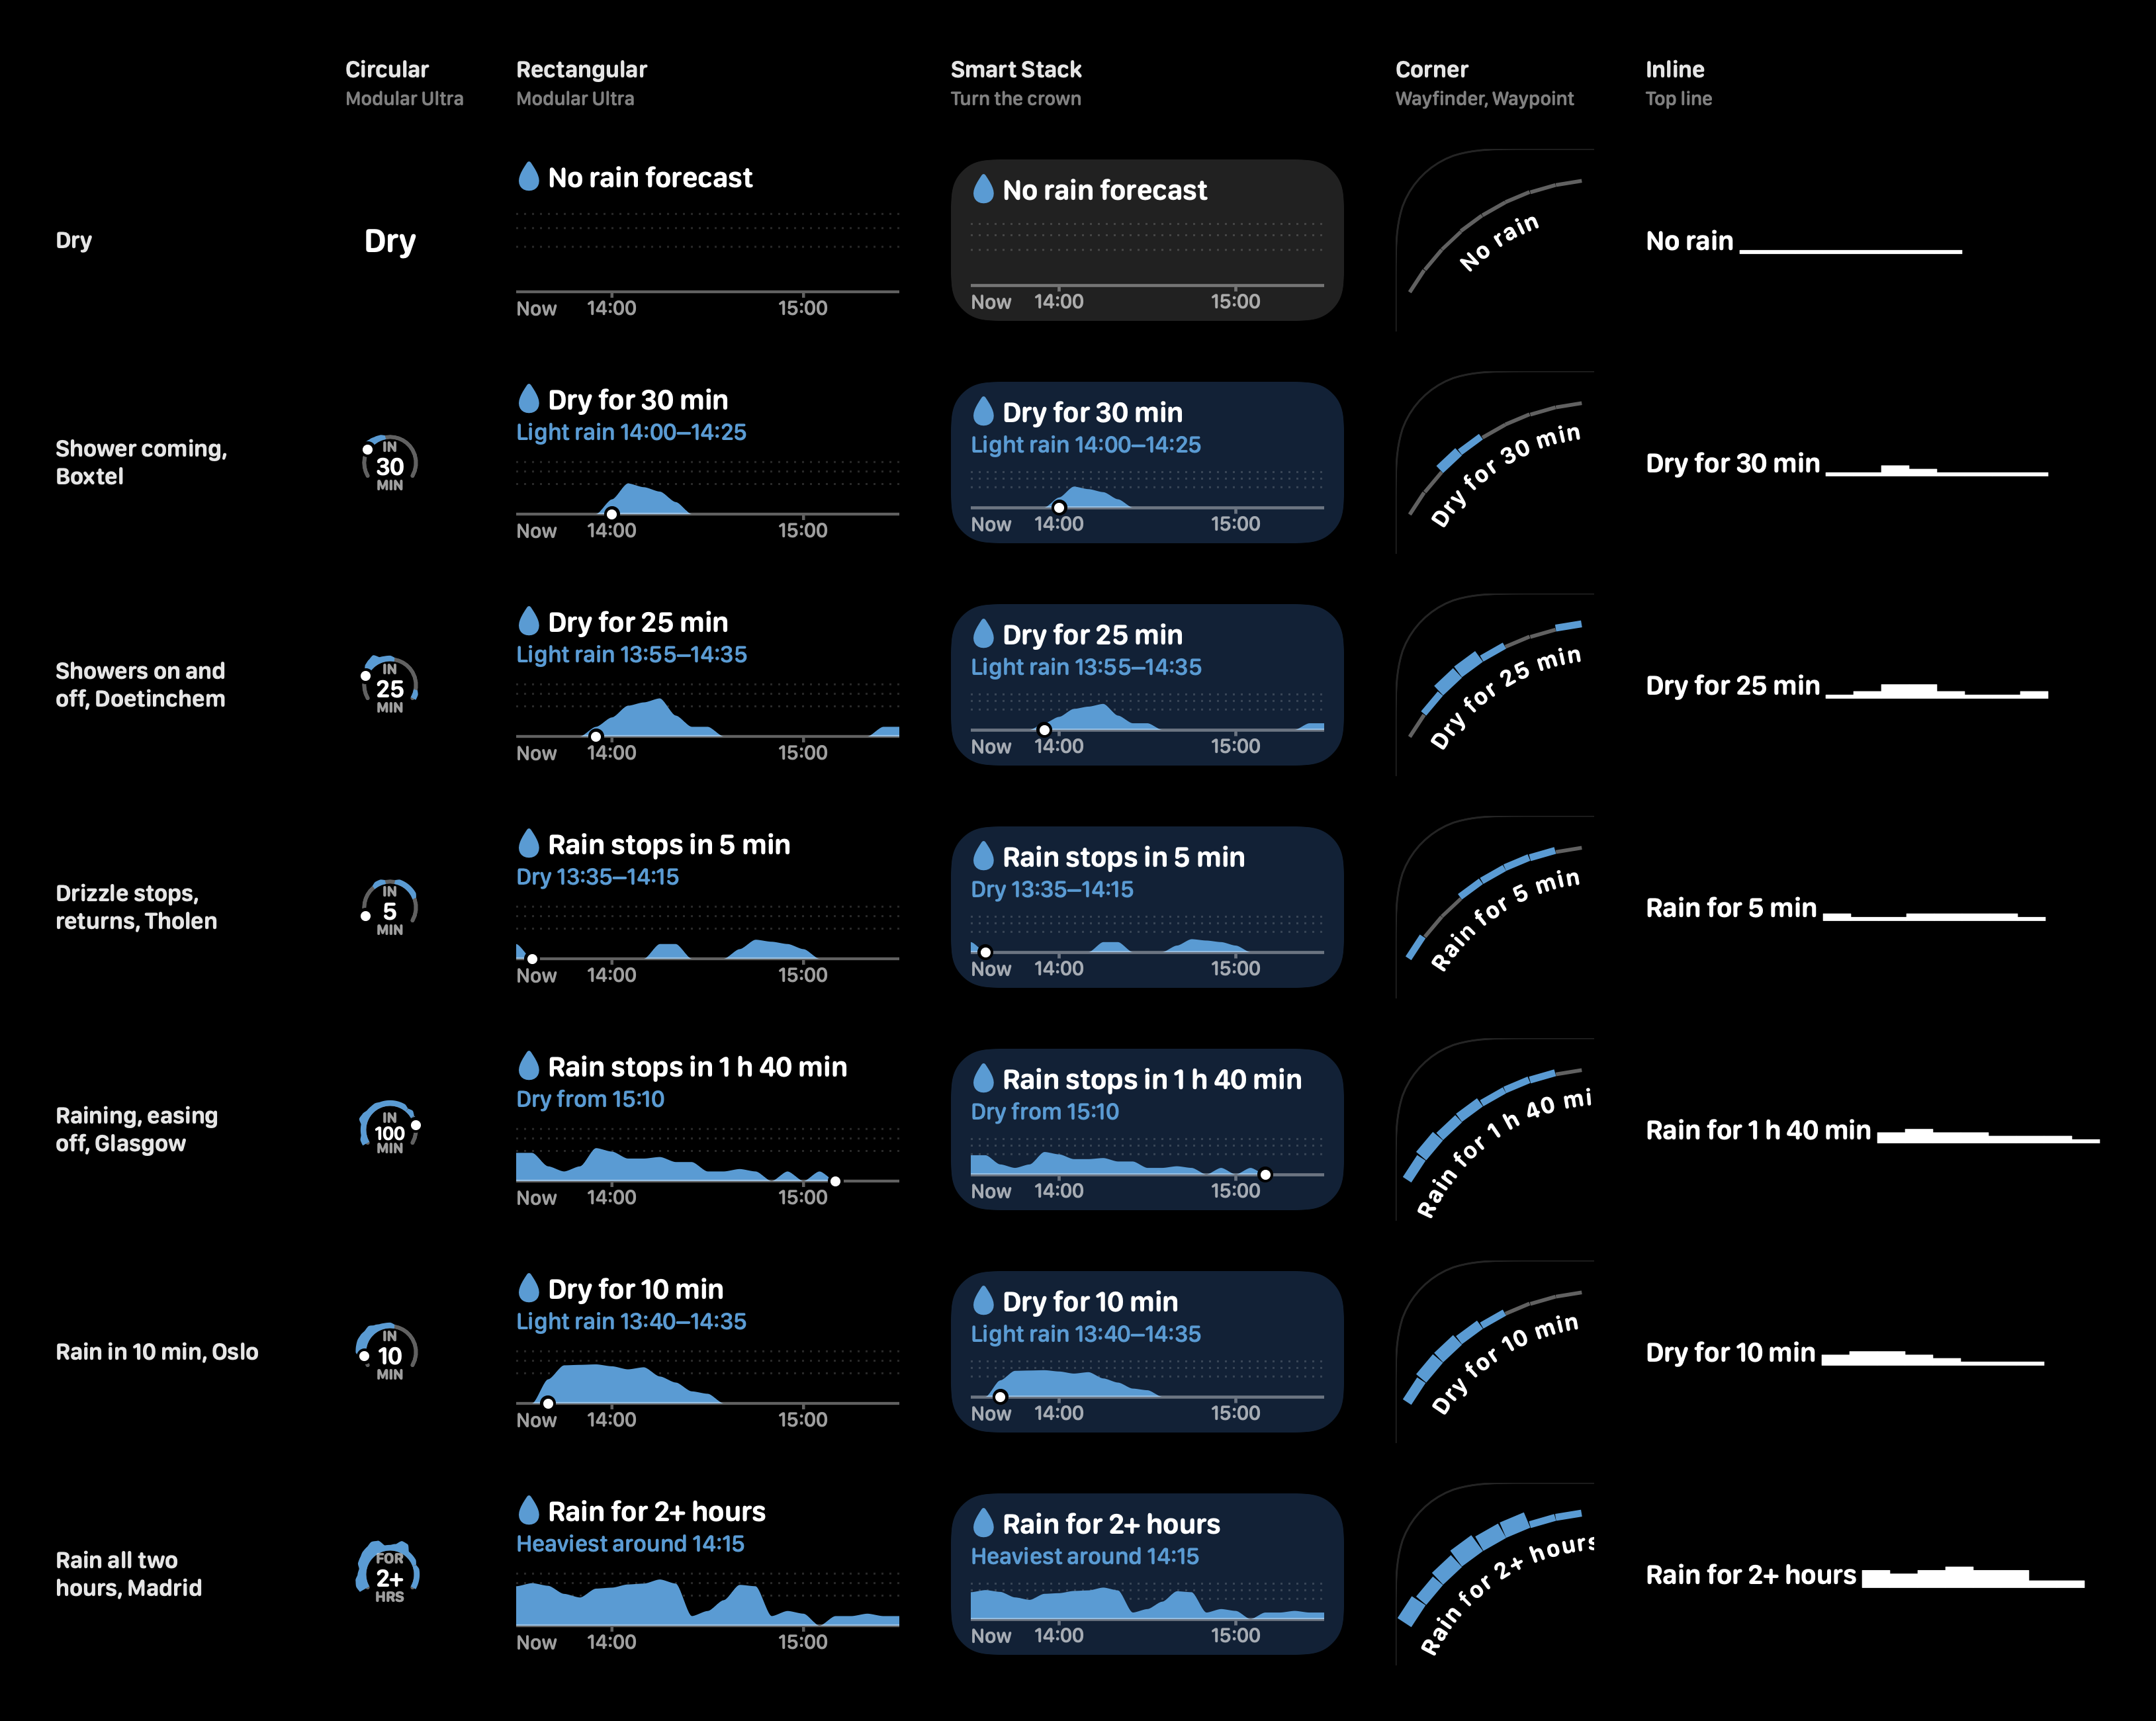 Circular
Modular Ultra
Rectangular
Modular Ultra
Smart Stack
Turn the crown
Corner
Wayfinder, Waypoint
Inline
Top line
Dry
Dry
No rain forecast
Now 14:00 15:00
No rain forecast
Now 14:00 15:00
No rain
No rain
Shower coming,
Boxtel
IN
30
MIN
Dry for 30 min
Light rain 14:00–14:25
Now 14:00 15:00
Dry for 30 min
Light rain 14:00–14:25
Now 14:00 15:00
Dry for 30 min
Dry for 30 min
Showers on and
off, Doetinchem
IN
25
MIN
Dry for 25 min
Light rain 13:55–14:35
Now 14:00 15:00
Dry for 25 min
Light rain 13:55–14:35
Now 14:00 15:00
Dry for 25 min
Dry for 25 min
Drizzle stops,
returns, Tholen
IN
5
MIN
Rain stops in 5 min
Dry 13:35–14:15
Now 14:00 15:00
Rain stops in 5 min
Dry 13:35–14:15
Now 14:00 15:00
Rain for 5 min
Rain for 5 min
Raining, easing
off, Glasgow
IN
100
MIN
Rain stops in 1 h 40 min
Dry from 15:10
Now 14:00 15:00
Rain stops in 1 h 40 min
Dry from 15:10
Now 14:00 15:00
Rain for 1 h 40 mi
Rain for 1 h 40 min
Rain in 10 min, Oslo
IN
10
MIN
Dry for 10 min
Light rain 13:40–14:35
Now 14:00 15:00
Dry for 10 min
Light rain 13:40–14:35
Now 14:00 15:00
Dry for 10 min
Dry for 10 min
Rain all two
hours, Madrid
FOR
2+
HRS
Rain for 2+ hours
Heaviest around 14:15
Now 14:00 15:00
Rain for 2+ hours
Heaviest around 14:15
Now 14:00 15:00
Rain for 2+ hours
Rain for 2+ hours